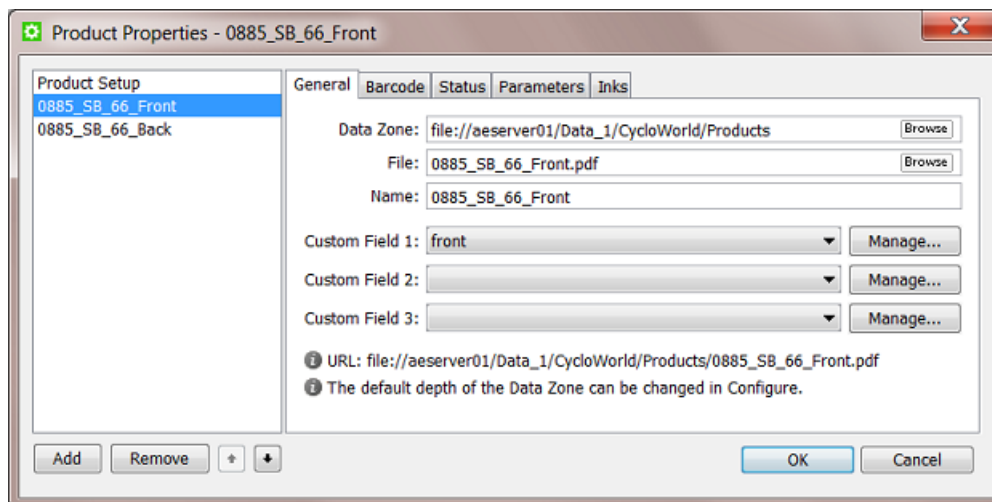 Product Properties - 0885_SB_66_Front
Product Setup
0885_SB_66_Front
0885_SB_66_Back
General Barcode Status Parameters Inks
Data Zone: file://aeserver01/Data_1/CycloWorld/Products Browse
File: 0885_SB_66_Front.pdf Browse
Name: 0885_SB_66_Front
Custom Field 1: front Manage...
Custom Field 2: Manage...
Custom Field 3: Manage...
URL: file://aeserver01/Data_1/CycloWorld/Products/0885_SB_66_Front.pdf
The default depth of the Data Zone can be changed in Configure.
Add Remove OK Cancel